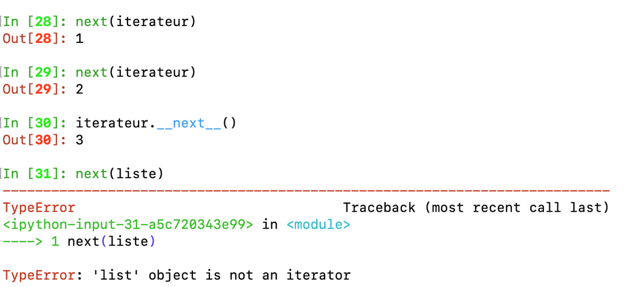 In [28]: next(iterateur)
Out[28]: 1
In [29]: next(iterateur)
Out[29]: 2
In [30]: iterateur.__next__()
Out[30]: 3
In [31]: next(liste)
---------------------------------------------------------------------------
TypeError                                 Traceback (most recent call last)
<ipython-input-31-a5c720343e99> in <module>
----> 1 next(liste)
TypeError: 'list' object is not an iterator